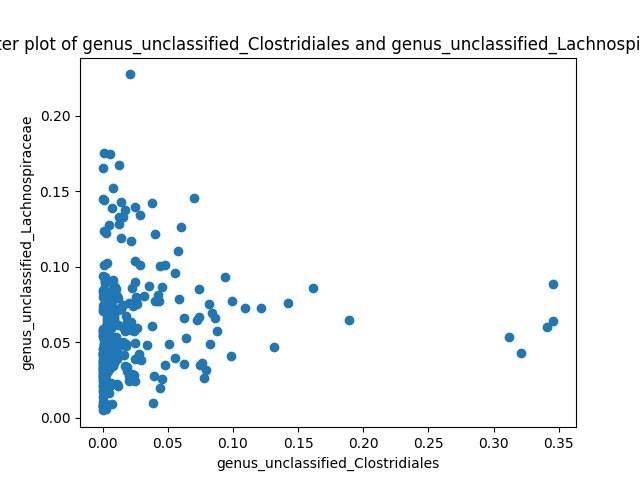 ter plot of genus_unclassified_Clostridiales and genus_unclassified_Lachnospi
genus_unclassified_Lachnospiraceae
0.20
0.15
0.10
0.05
0.00
0.00 0.05 0.10 0.15 0.20 0.25 0.30 0.35
genus_unclassified_Clostridiales